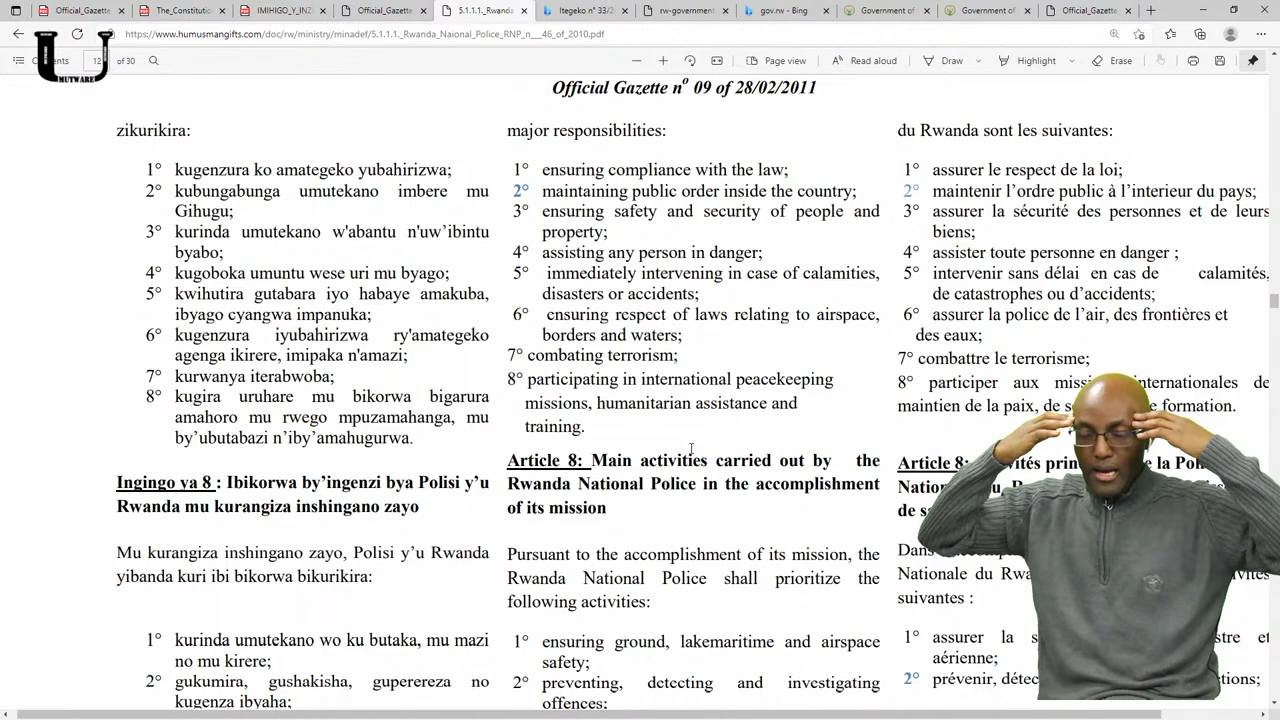 Official_Gazette
The_Constitution
IMIHIGO_Y_INZ
Official_Gazette
5.1.1.1._Rwanda
Itegeko n° 33/2
rw-government
gov.rw - Bing
Government of
Government of
Official_Gazette
https://www.humusmangifts.com/doc/rw/ministry/minadef/5.1.1.1._Rwanda_Naional_Police_RNP_n___46_of_2010.pdf
U
MUTWARE
12 of 30
Page view
Read aloud
Draw
Highlight
Erase
Official Gazette nº 09 of 28/02/2011
zikurikira:
1° kugenzura ko amategeko yubahirizwa;
2° kubungabunga umutekano imbere mu
Gihugu;
3° kurinda umutekano w'abantu n'uw’ibintu
byabo;
4° kugoboka umuntu wese uri mu byago;
5° kwihutira gutabara iyo habaye amakuba,
ibyago cyangwa impanuka;
6° kugenzura iyubahirizwa ry'amategeko
agenga ikirere, imipaka n'amazi;
7° kurwanya iterabwoba;
8° kugira uruhare mu bikorwa bigarura
amahoro mu rwego mpuzamahanga, mu
by’ubutabazi n’iby’amahugurwa.
Ingingo ya 8 : Ibikorwa by’ingenzi bya Polisi y’u
Rwanda mu kurangiza inshingano zayo
Mu kurangiza inshingano zayo, Polisi y’u Rwanda
yibanda kuri ibi bikorwa bikurikira:
1° kurinda umutekano wo ku butaka, mu mazi
no mu kirere;
2° gukumira, gushakisha, guperereza no
kugenza ibyaha;
major responsibilities:
1° ensuring compliance with the law;
2° maintaining public order inside the country;
3° ensuring safety and security of people and
property;
4° assisting any person in danger;
5° immediately intervening in case of calamities,
disasters or accidents;
6° ensuring respect of laws relating to airspace,
borders and waters;
7° combating terrorism;
8° participating in international peacekeeping
missions, humanitarian assistance and
training.
Article 8: Main activities carried out by the
Rwanda National Police in the accomplishment
of its mission
Pursuant to the accomplishment of its mission, the
Rwanda National Police shall prioritize the
following activities:
1° ensuring ground, lakemaritime and airspace
safety;
2° preventing, detecting and investigating
offences;
du Rwanda sont les suivantes:
1° assurer le respect de la loi;
2° maintenir l’ordre public à l’interieur du pays;
3° assurer la sécurité des personnes et de leurs
biens;
4° assister toute personne en danger ;
5° intervenir sans délai en cas de calamités,
de catastrophes ou d’accidents;
6° assurer la police de l’air, des frontières et
des eaux;
7° combattre le terrorisme;
8° participer aux internationales de
maintien de la paix, de formation.
Article 8: la
de
Nationale du
suivantes :
1° assurer la et
aérienne;
2°